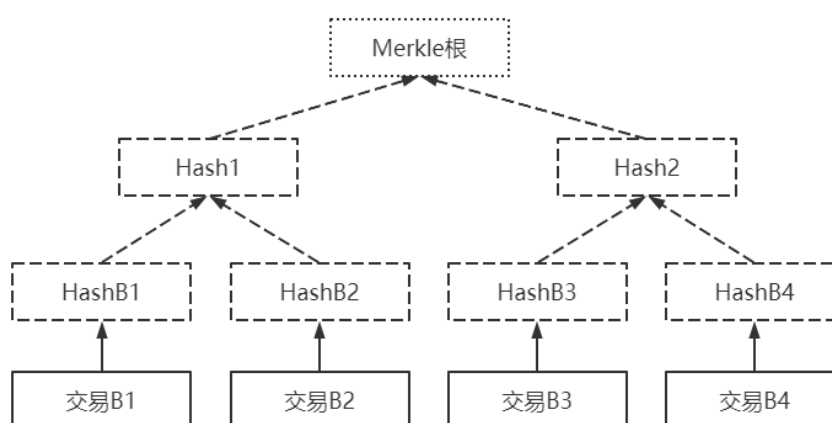 Merkle根
Hash1
Hash2
HashB1
HashB2
HashB3
HashB4
交易B1
交易B2
交易B3
交易B4